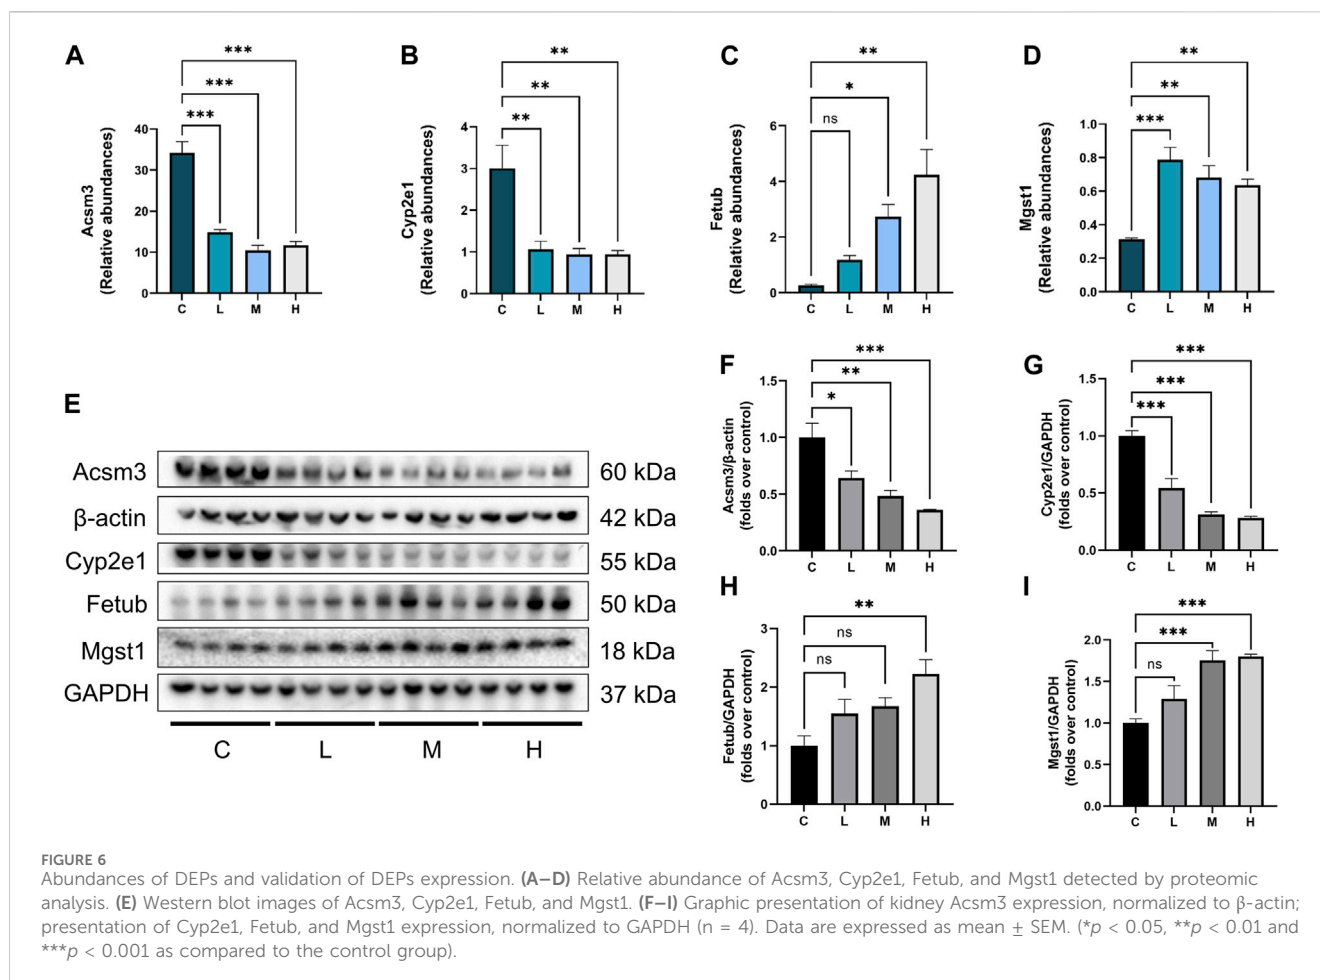 A
***
***
***
Acsm3
(Relative abundances)
40
30
20
10
0
C L M H
B
**
**
**
Cyp2e1
(Relative abundances)
4
3
2
1
0
C L M H
C
**
*
ns
Fetub
(Relative abundances)
6
4
2
0
C L M H
D
**
**
***
Mgst1
(Relative abundances)
1.0
0.8
0.6
0.4
0.2
0.0
C L M H
E
Acsm3 60 kDa
β-actin 42 kDa
Cyp2e1 55 kDa
Fetub 50 kDa
Mgst1 18 kDa
GAPDH 37 kDa
C L M H
F
***
**
*
Acsm3/β-actin
(folds over control)
1.5
1.0
0.5
0.0
C L M H
G
***
***
***
Cyp2e1/GAPDH
(folds over control)
1.5
1.0
0.5
0.0
C L M H
H
**
ns
ns
Fetub/GAPDH
(folds over control)
3
2
1
0
C L M H
I
***
***
ns
Mgst1/GAPDH
(folds over control)
2.0
1.5
1.0
0.5
0.0
C L M H
FIGURE 6
Abundances of DEPs and validation of DEPs expression. (A–D) Relative abundance of Acsm3, Cyp2e1, Fetub, and Mgst1 detected by proteomic
analysis. (E) Western blot images of Acsm3, Cyp2e1, Fetub, and Mgst1. (F–I) Graphic presentation of kidney Acsm3 expression, normalized to β-actin;
presentation of Cyp2e1, Fetub, and Mgst1 expression, normalized to GAPDH (n = 4). Data are expressed as mean ± SEM. (*p < 0.05, **p < 0.01 and
***p < 0.001 as compared to the control group).